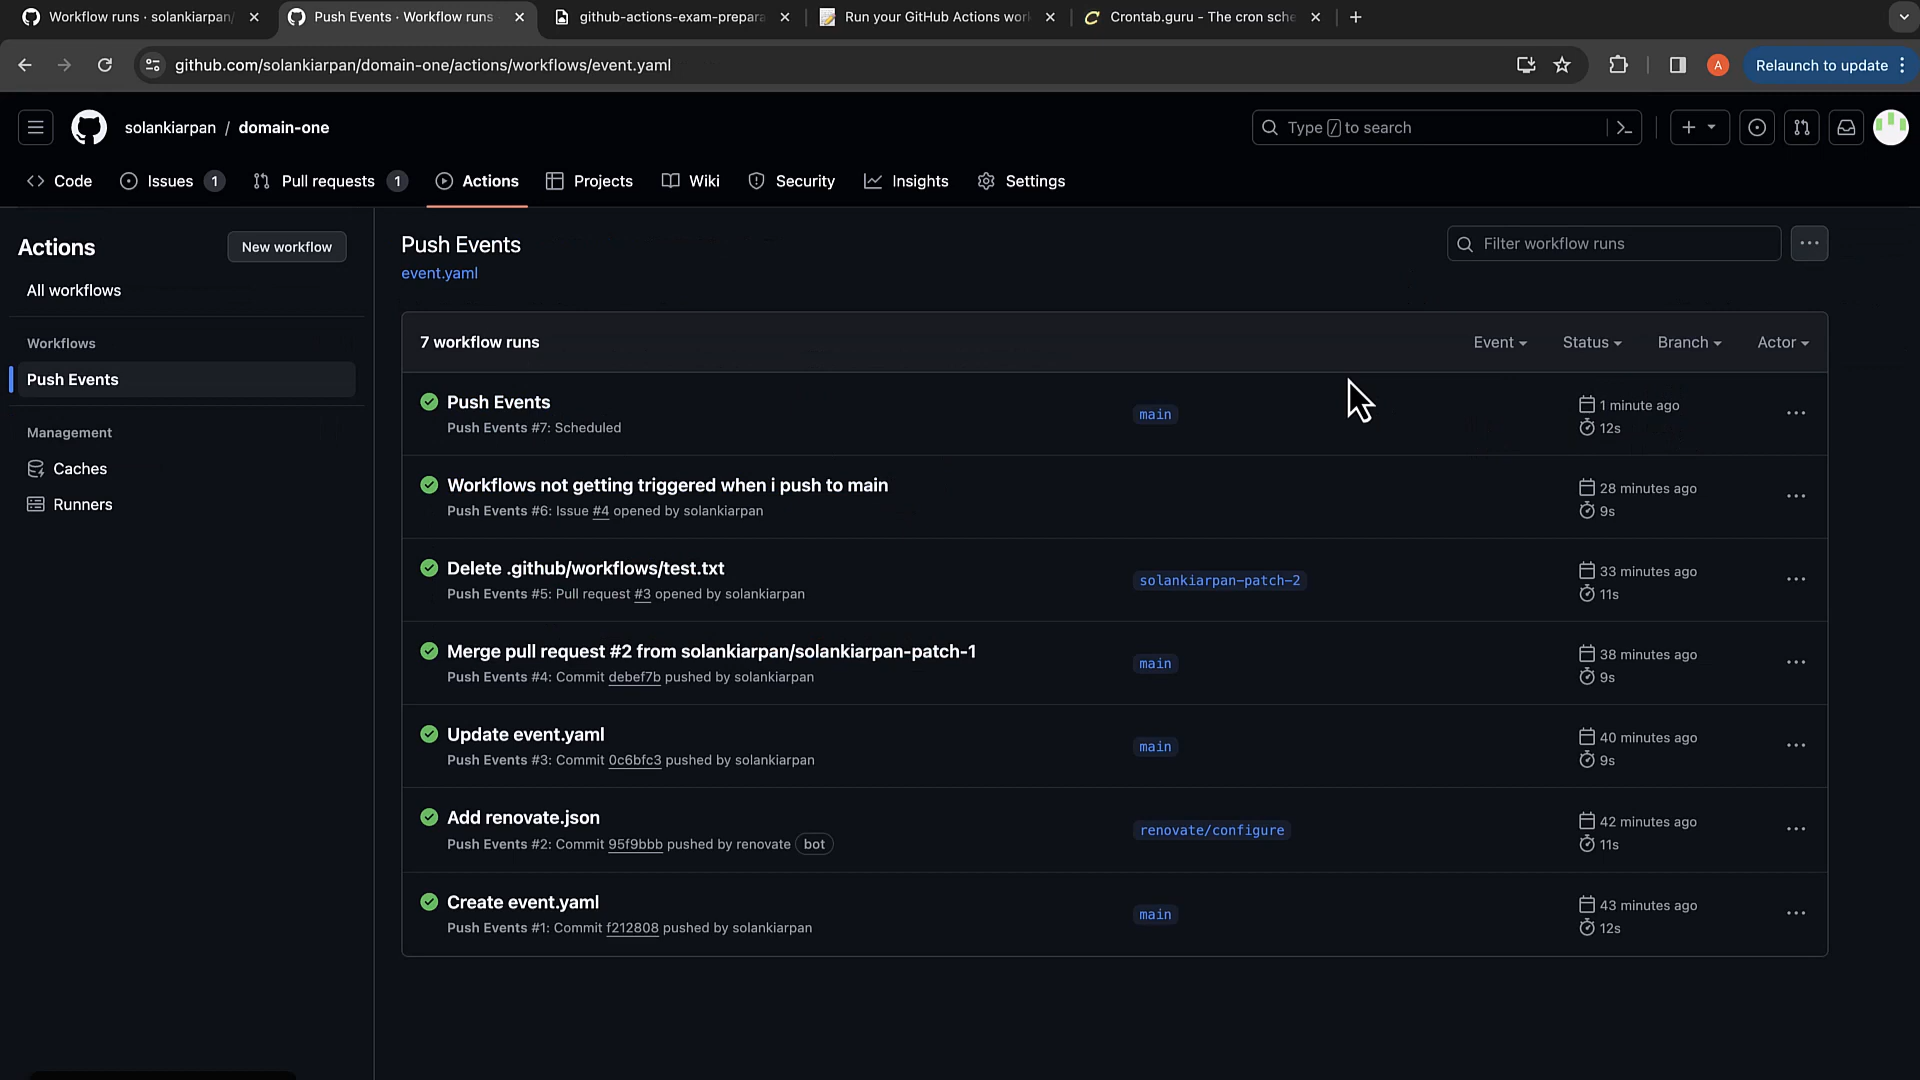 Workflow runs · solankiarpan/
Push Events · Workflow runs
github-actions-exam-prepara
Run your GitHub Actions wor
Crontab.guru - The cron sche
github.com/solankiarpan/domain-one/actions/workflows/event.yaml
A
Relaunch to update
solankiarpan / domain-one
Type / to search
Code
Issues 1
Pull requests 1
Actions
Projects
Wiki
Security
Insights
Settings
Actions
New workflow
All workflows
Workflows
Push Events
Management
Caches
Runners
Push Events
event.yaml
Filter workflow runs
7 workflow runs
Event
Status
Branch
Actor
Push Events
Push Events #7: Scheduled
main
1 minute ago
12s
Workflows not getting triggered when i push to main
Push Events #6: Issue #4 opened by solankiarpan
28 minutes ago
9s
Delete .github/workflows/test.txt
Push Events #5: Pull request #3 opened by solankiarpan
solankiarpan-patch-2
33 minutes ago
11s
Merge pull request #2 from solankiarpan/solankiarpan-patch-1
Push Events #4: Commit debef7b pushed by solankiarpan
main
38 minutes ago
9s
Update event.yaml
Push Events #3: Commit 0c6bfc3 pushed by solankiarpan
main
40 minutes ago
9s
Add renovate.json
Push Events #2: Commit 95f9bbb pushed by renovate bot
renovate/configure
42 minutes ago
11s
Create event.yaml
Push Events #1: Commit f212808 pushed by solankiarpan
main
43 minutes ago
12s